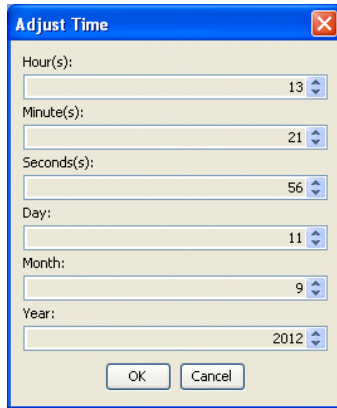 Adjust Time
Hour(s):
13
Minute(s):
21
Seconds(s):
56
Day:
11
Month:
9
Year:
2012
OK Cancel